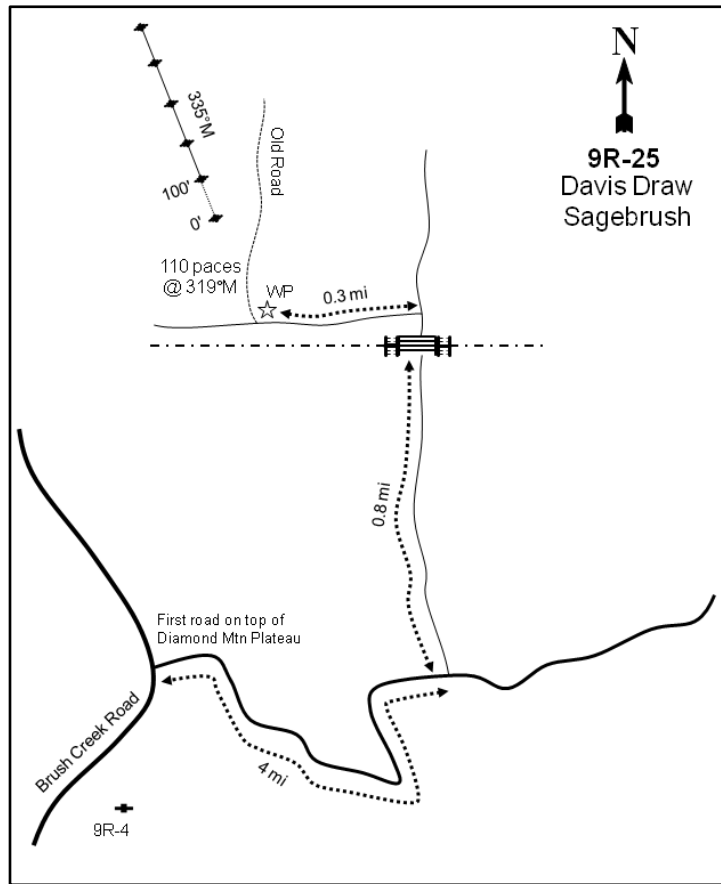 N
9R-25
Davis Draw
Sagebrush
335°M
100'
0'
Old Road
110 paces
@ 319°M
WP
0.3 mi
0.8 mi
First road on top of
Diamond Mtn Plateau
Brush Creek Road
4 mi
9R-4